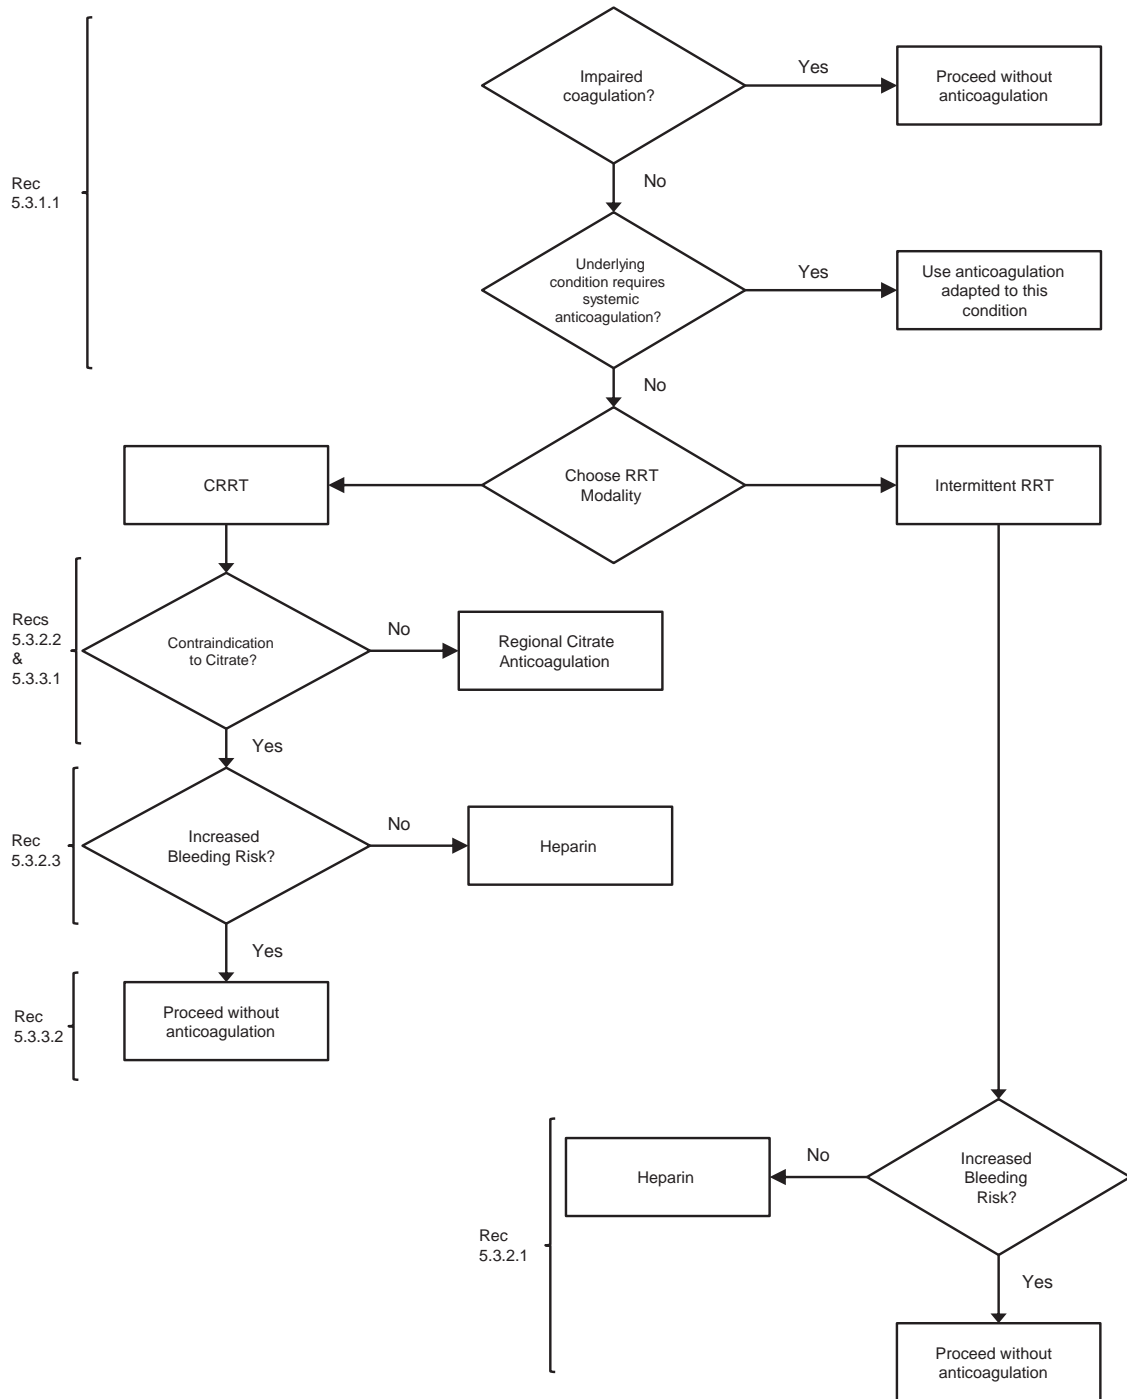 Impaired
coagulation?
Yes
Proceed without
anticoagulation
Rec
5.3.1.1
No
Underlying
condition requires
systemic
anticoagulation?
Yes
Use anticoagulation
adapted to this
condition
No
CRRT
Choose RRT
Modality
Intermittent RRT
Recs
5.3.2.2
&
5.3.3.1
Contraindication
to Citrate?
No
Regional Citrate
Anticoagulation
Yes
Rec
5.3.2.3
Increased
Bleeding Risk?
No
Heparin
Yes
Rec
5.3.3.2
Proceed without
anticoagulation
Rec
5.3.2.1
Heparin
No
Increased
Bleeding
Risk?
Yes
Proceed without
anticoagulation